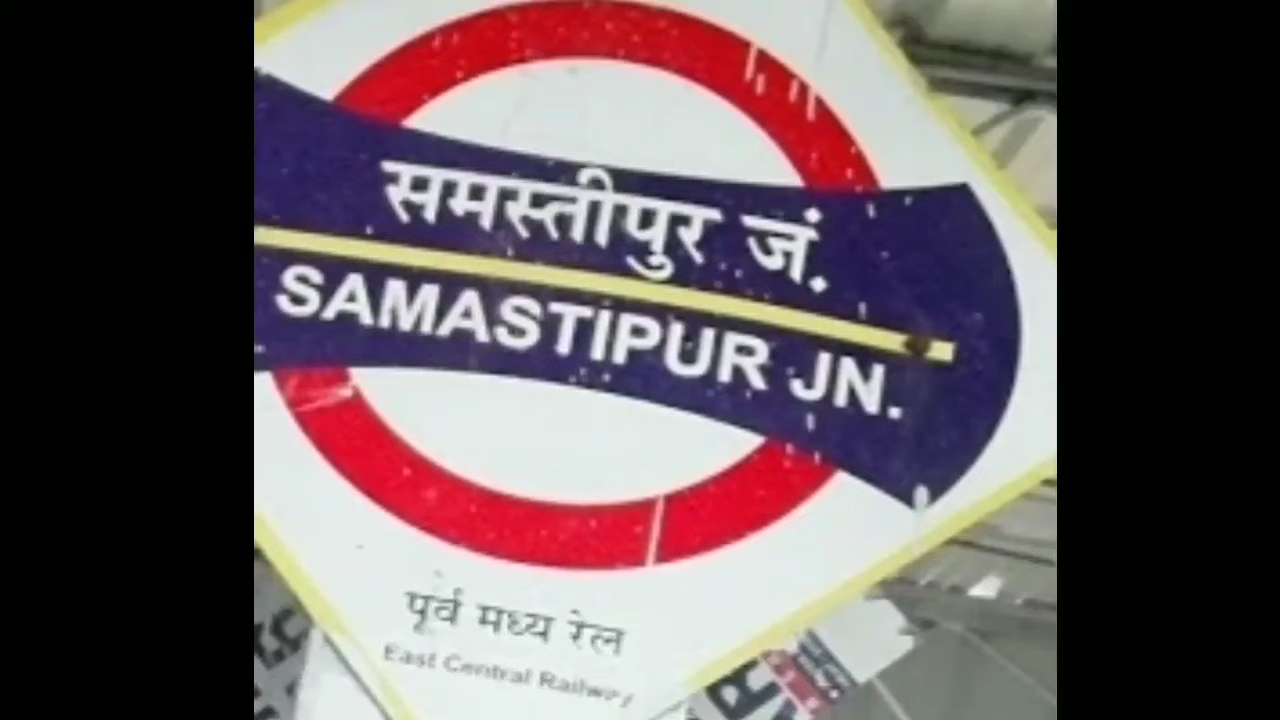 समस्तीपुर जं.
SAMASTIPUR JN.
पूर्व मध्य रेल
East Central Railway